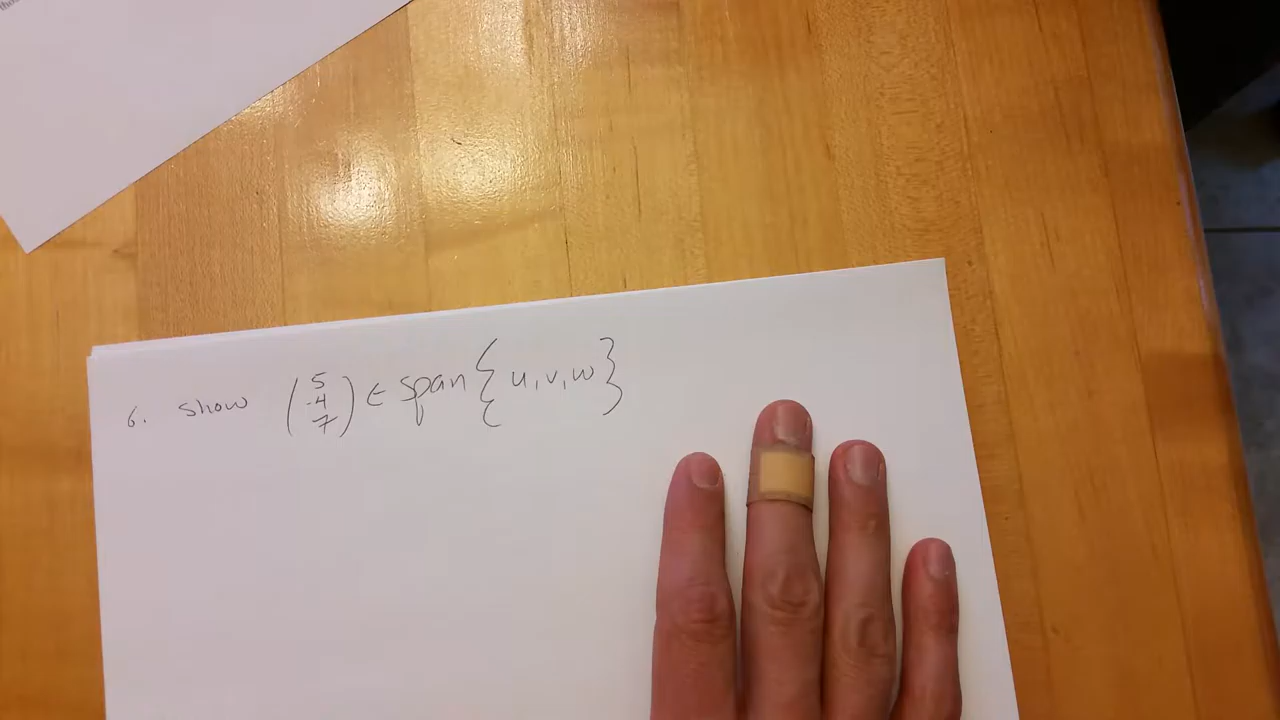 6. show (5 -4 7) ∈ span {u, v, w}